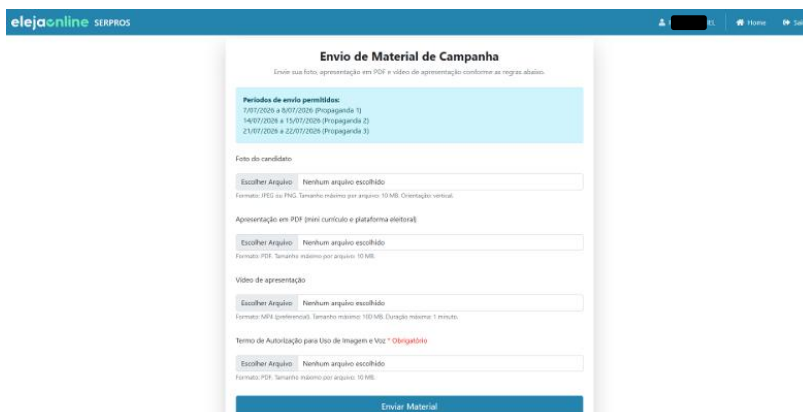 elejaonline SERPROS
Home
Envio de Material de Campanha
Envie sua foto, apresentação em PDF e vídeo de apresentação conforme as regras abaixo.
Períodos de envio permitidos:
7/07/2026 a 8/07/2026 (Propaganda 1)
14/07/2026 a 15/07/2026 (Propaganda 2)
21/07/2026 a 22/07/2026 (Propaganda 3)
Foto do candidato
Escolher Arquivo Nenhum arquivo escolhido
Formato: JPEG ou PNG. Tamanho máximo por arquivo: 10 MB. Orientação: vertical.
Apresentação em PDF (mini currículo e plataforma eleitoral)
Escolher Arquivo Nenhum arquivo escolhido
Formato: PDF. Tamanho máximo por arquivo: 10 MB.
Vídeo de apresentação
Escolher Arquivo Nenhum arquivo escolhido
Formato: MP4 (preferencial). Tamanho máximo: 100 MB. Duração máxima: 1 minuto.
Termo de Autorização para Uso de Imagem e Voz * Obrigatório
Escolher Arquivo Nenhum arquivo escolhido
Formato: PDF. Tamanho máximo por arquivo: 10 MB.
Enviar Material